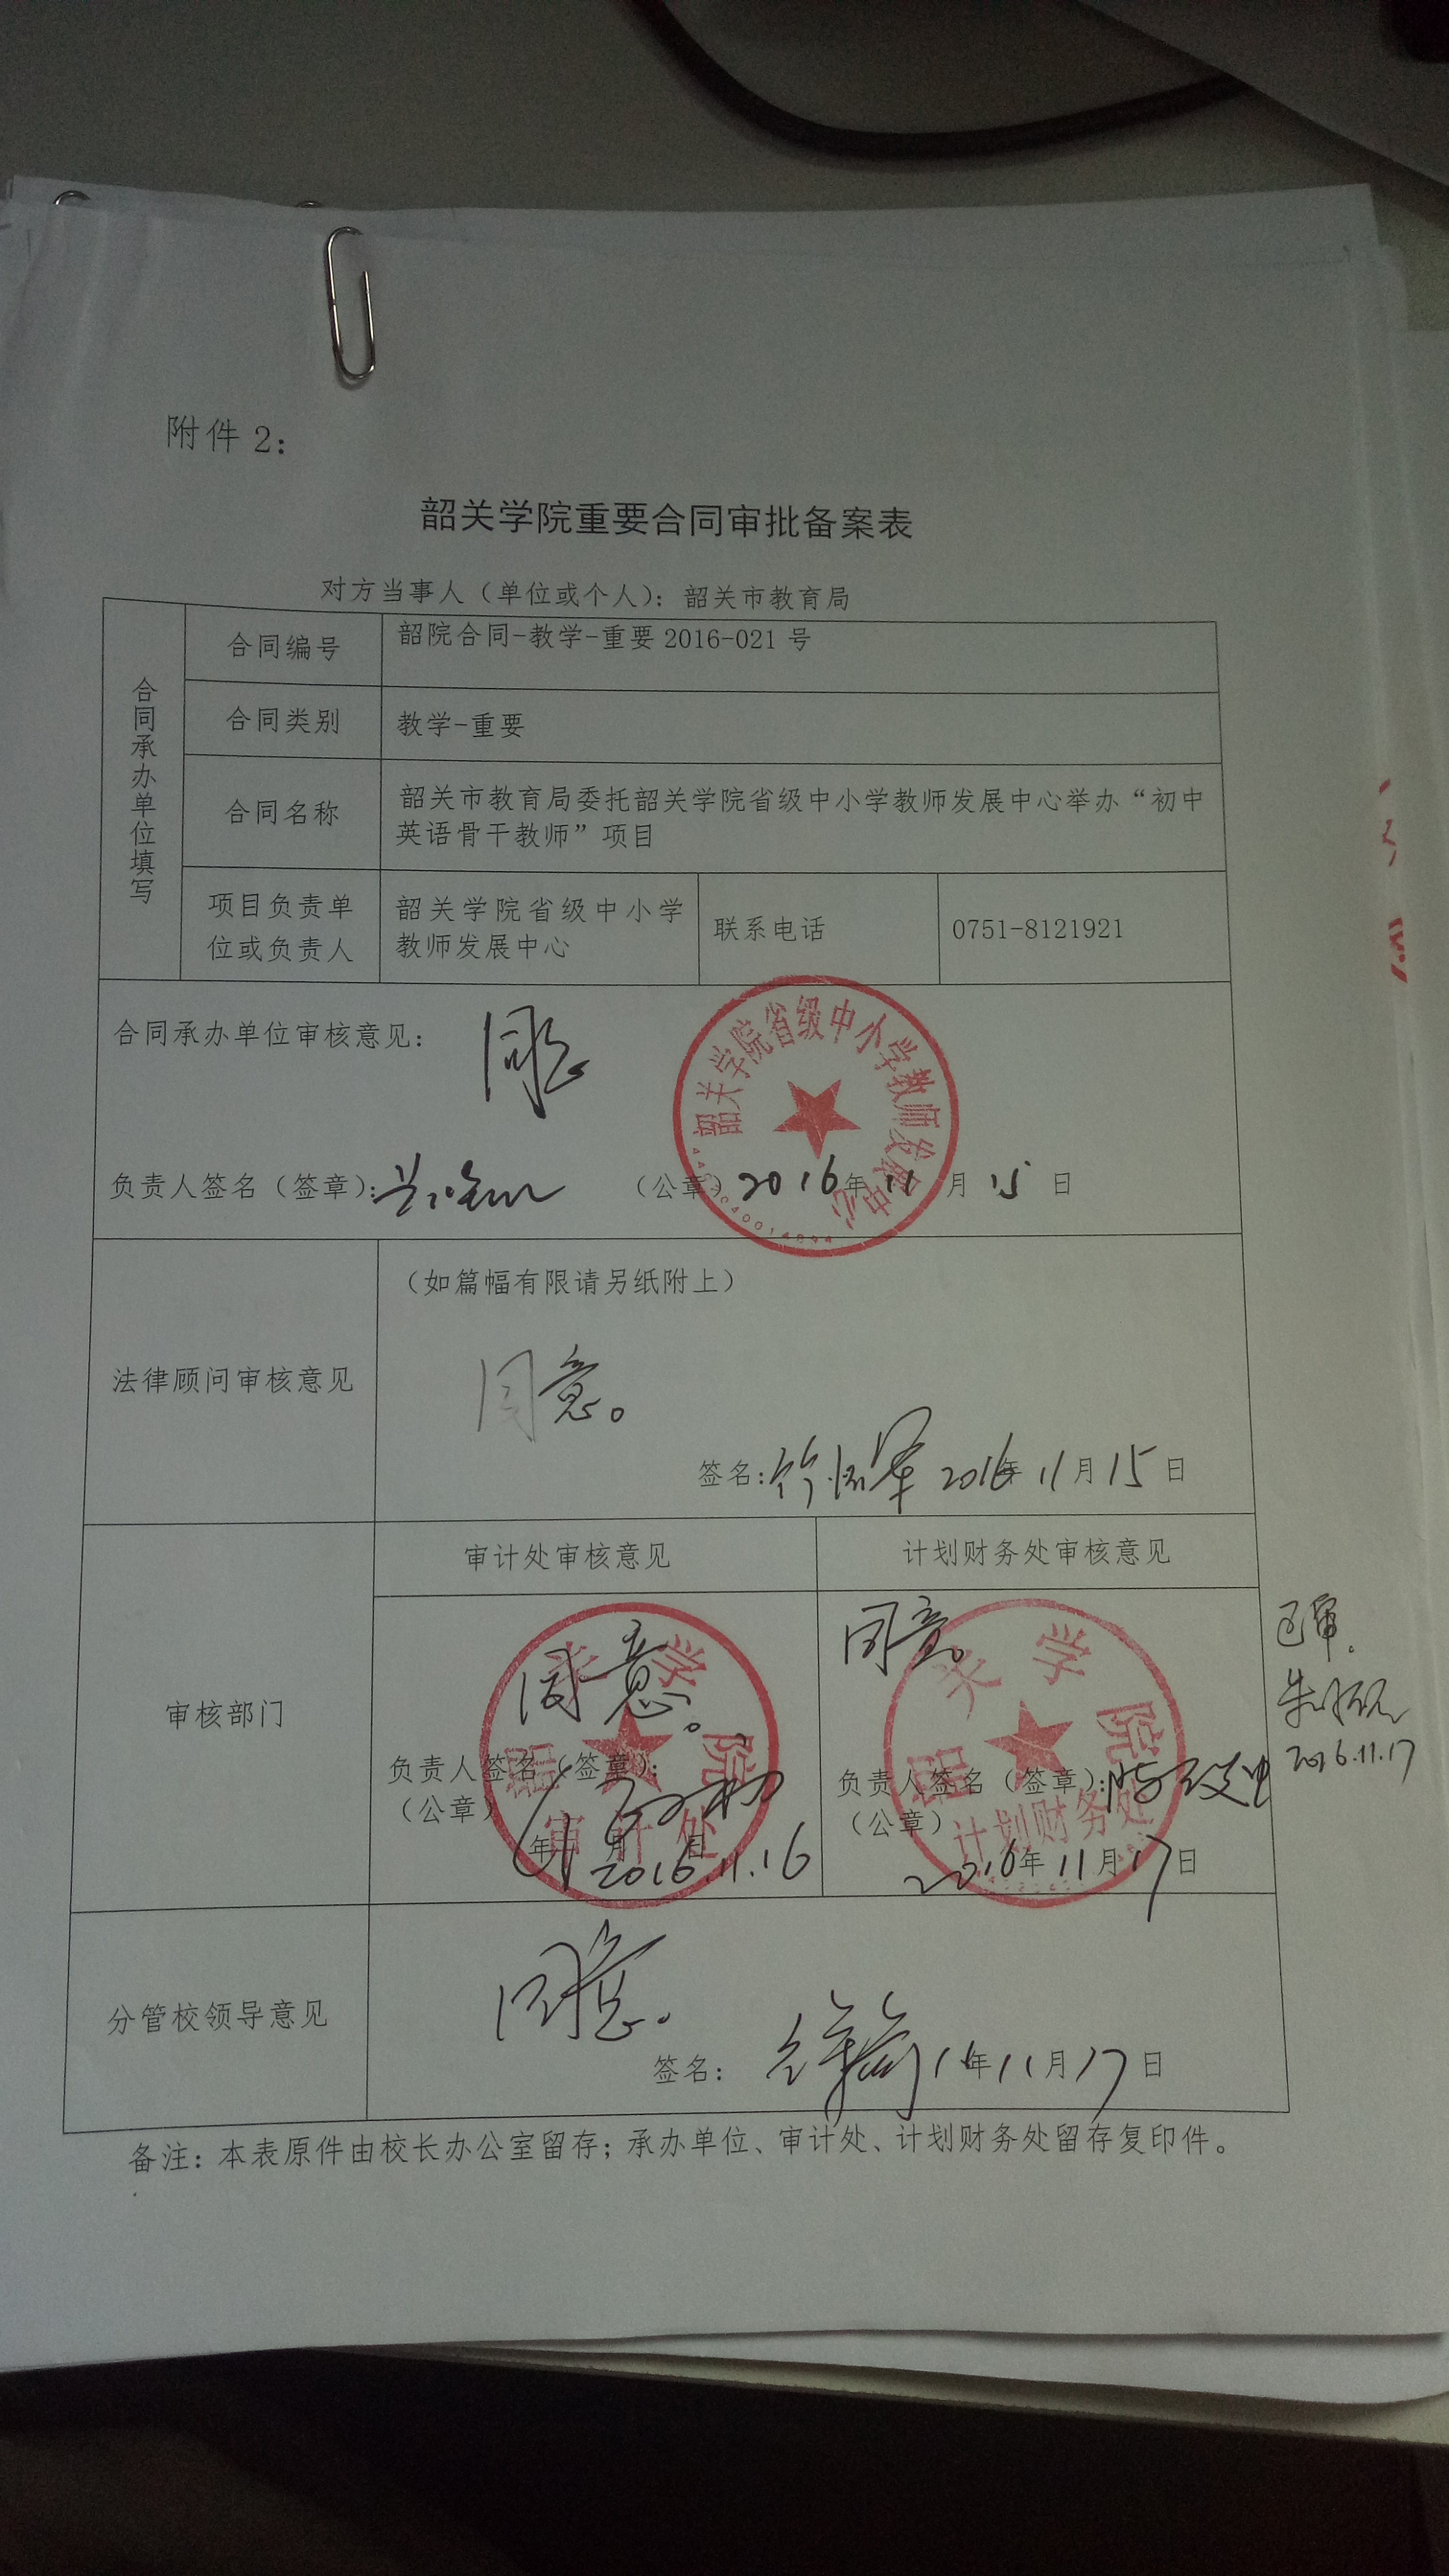 附件 2：
韶关学院重要合同审批备案表
对方当事人（单位或个人）：韶关市教育局
合同承办单位填写
合同编号
韶院合同-教学-重要 2016-021 号
合同类别
教学-重要
合同名称
韶关市教育局委托韶关学院省级中小学教师发展中心举办“初中
英语骨干教师”项目
项目负责单
位或负责人
韶关学院省级中小学
教师发展中心
联系电话
0751-8121921
合同承办单位审核意见：
同意
韶关学院省级中小学教师发展中心
负责人签名（签章）：
（公章） 2016 年 11 月 15 日
法律顾问审核意见
（如篇幅有限请另纸附上）
同意。
签名： 2016 年 11 月 15 日
审核部门
审计处审核意见
计划财务处审核意见
同意。
韶关学院
审计处
负责人签名（签章）：
（公章）
年 月 日
2016.11.16
同意。
韶关学院
计划财务处
负责人签名（签章）：
（公章）
2016 年 11 月 17 日
已审.
2016.11.17
分管校领导意见
同意.
签名： 16 年 11 月 17 日
备注：本表原件由校长办公室留存；承办单位、审计处、计划财务处留存复印件。